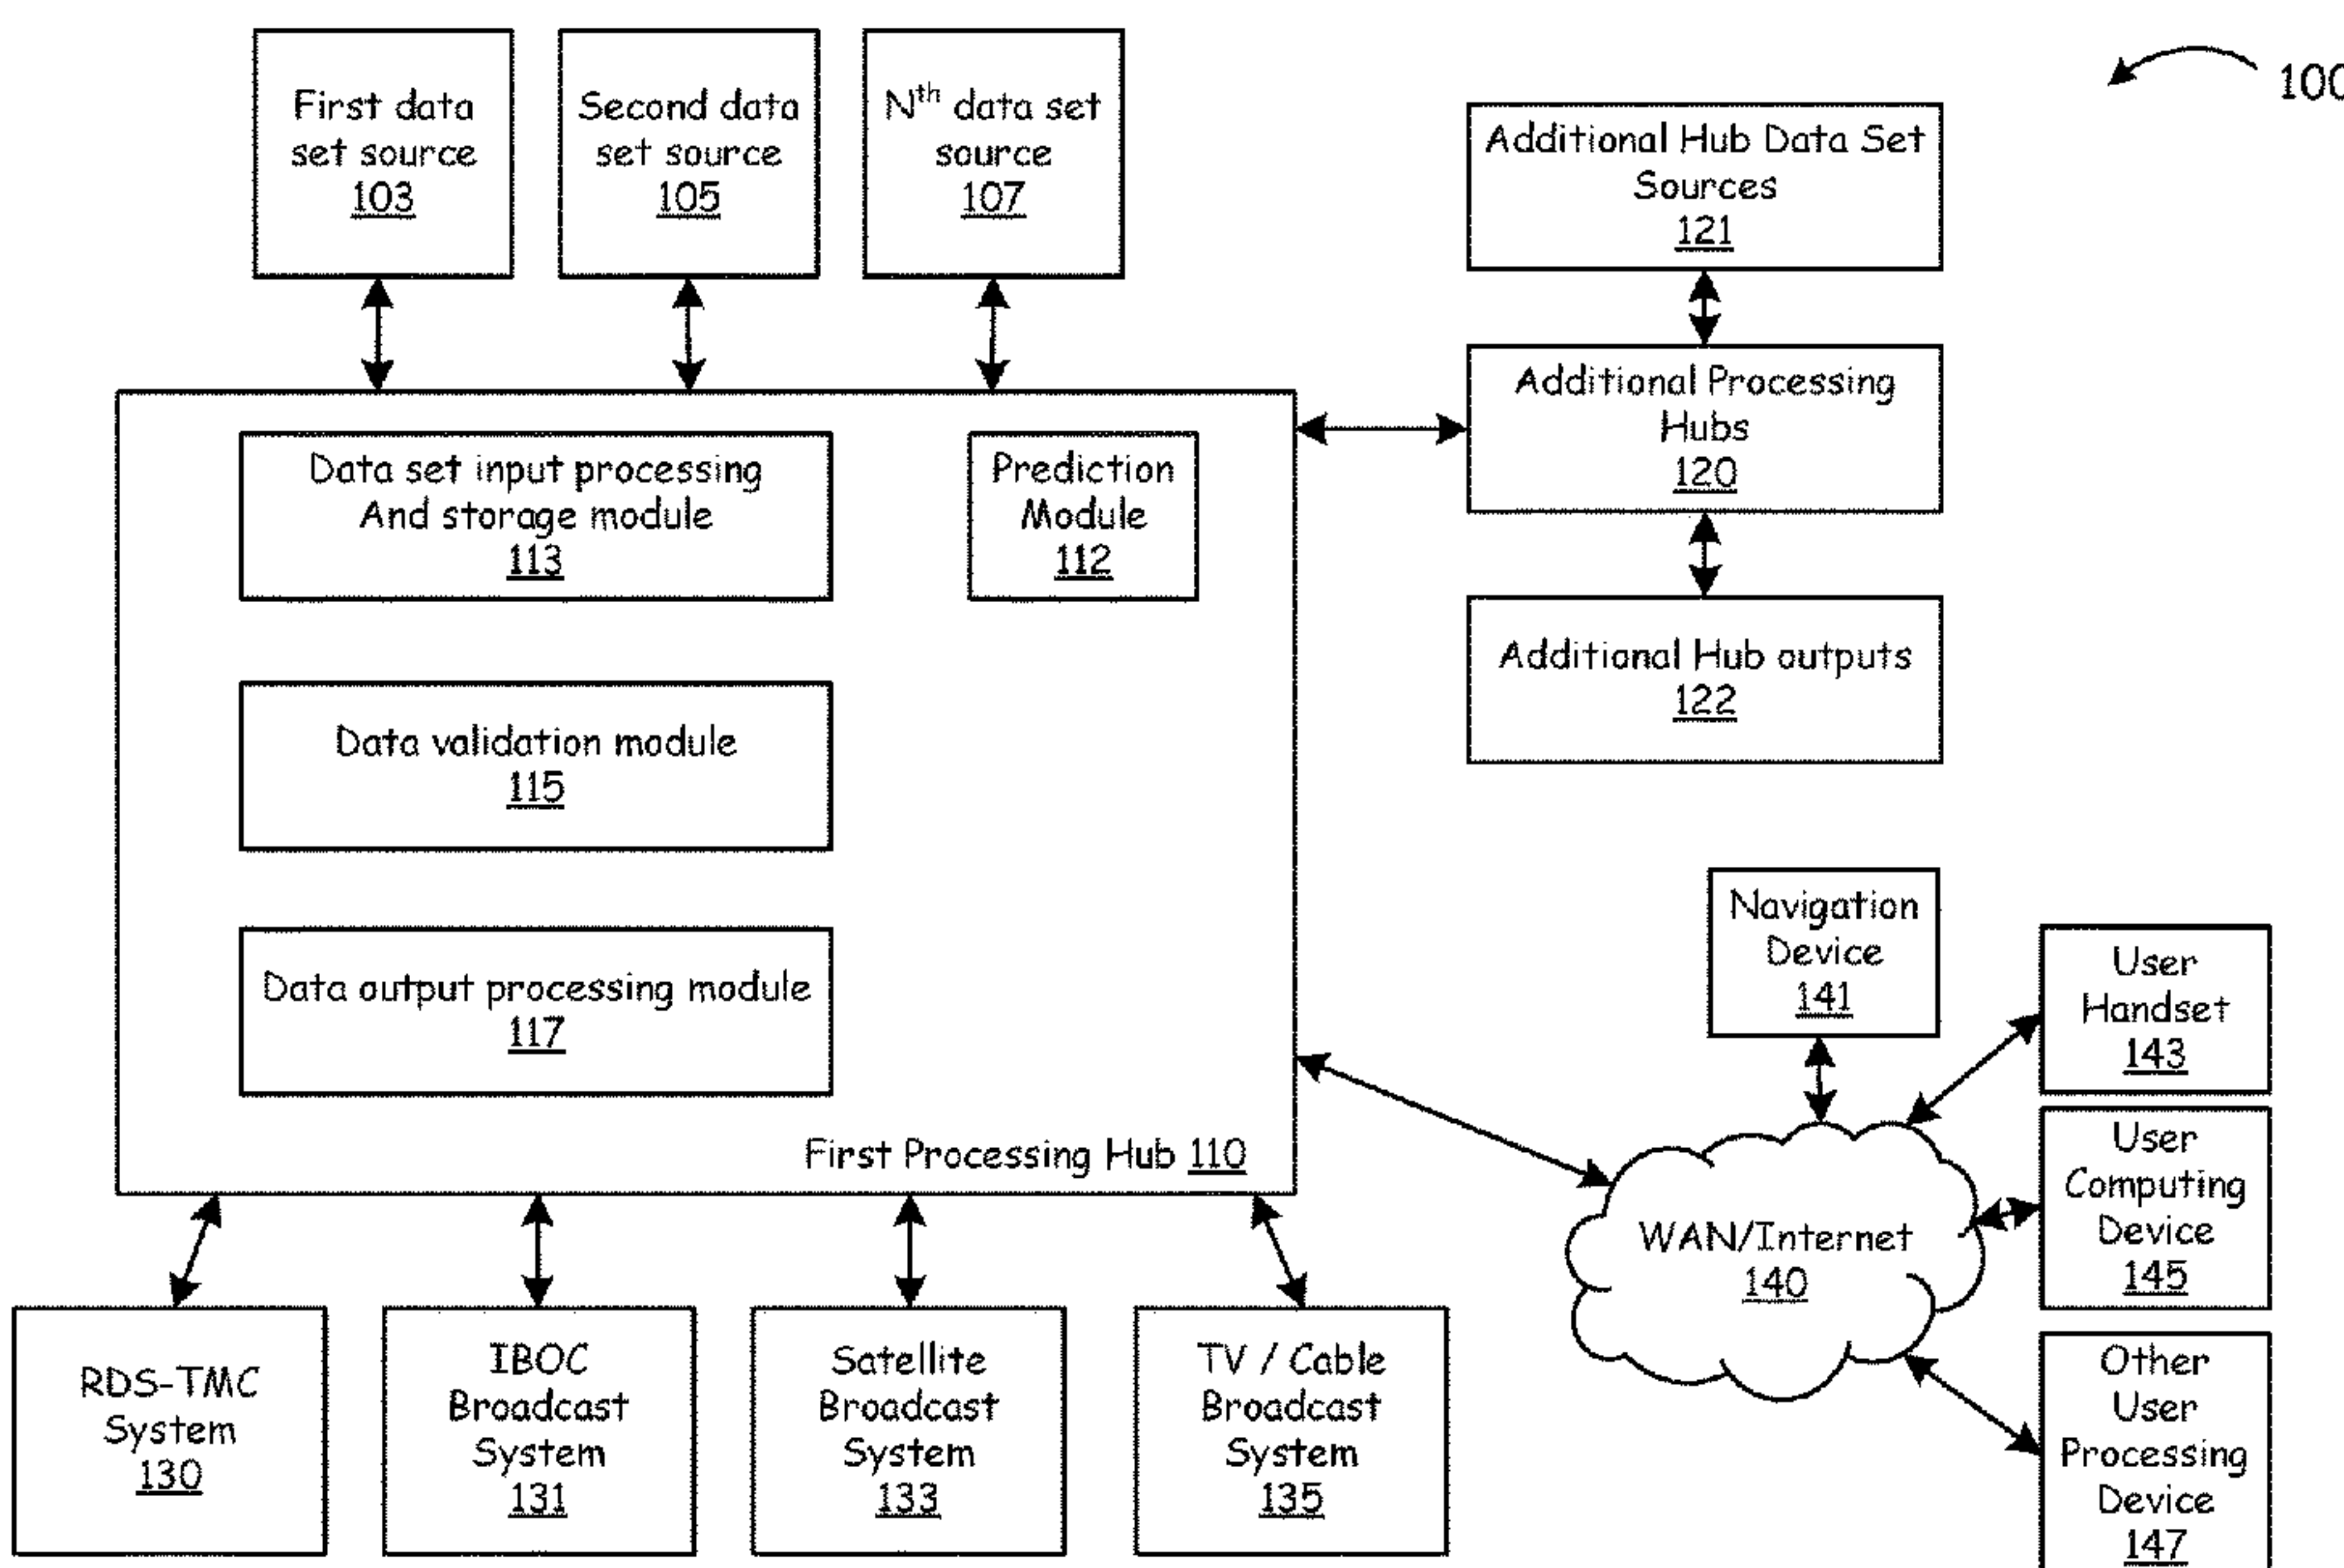 First data
set source
103
Second data
set source
105
Nth data set
source
107
100
Additional Hub Data Set
Sources
121
Additional Processing
Hubs
120
Additional Hub outputs
122
Data set input processing
And storage module
113
Prediction
Module
112
Data validation module
115
Data output processing module
117
First Processing Hub 110
Navigation
Device
141
User
Handset
143
User
Computing
Device
145
WAN/Internet
140
Other
User
Processing
Device
147
RDS-TMC
System
130
IBOC
Broadcast
System
131
Satellite
Broadcast
System
133
TV / Cable
Broadcast
System
135